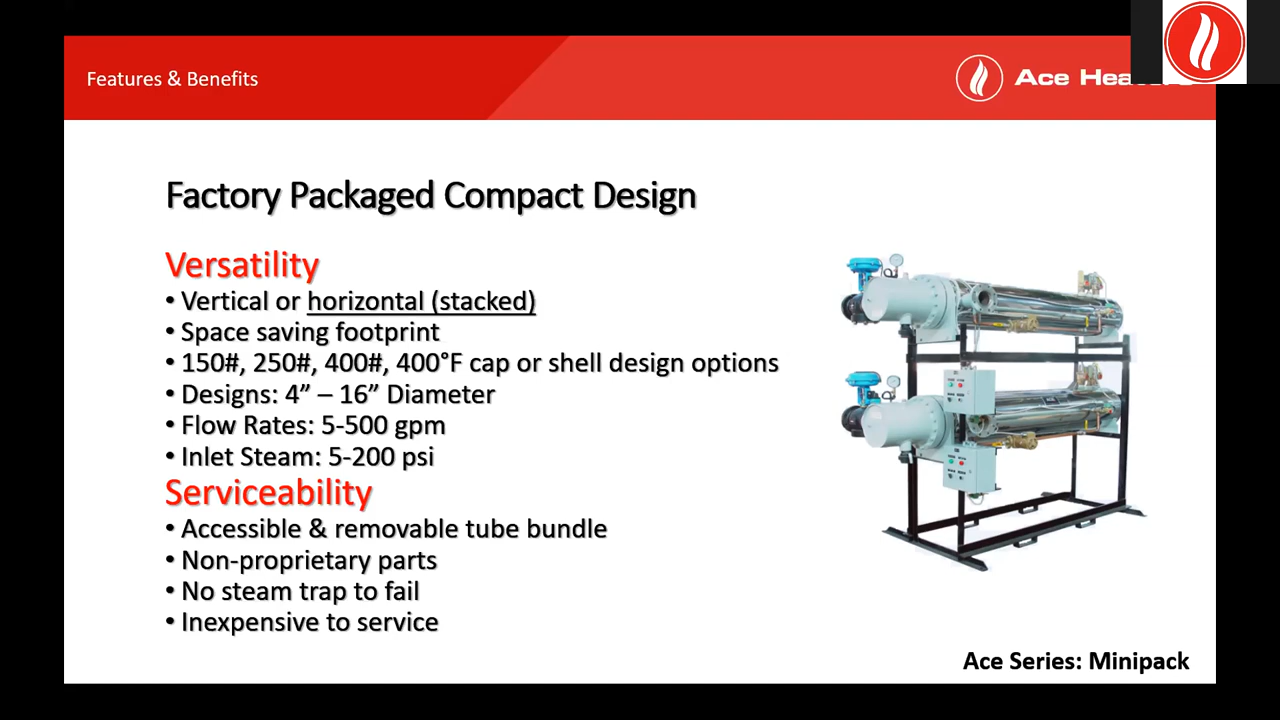 Features & Benefits
Ace Hea
Factory Packaged Compact Design
Versatility
• Vertical or horizontal (stacked)
• Space saving footprint
• 150#, 250#, 400#, 400°F cap or shell design options
• Designs: 4” – 16” Diameter
• Flow Rates: 5-500 gpm
• Inlet Steam: 5-200 psi
Serviceability
• Accessible & removable tube bundle
• Non-proprietary parts
• No steam trap to fail
• Inexpensive to service
Ace Series: Minipack